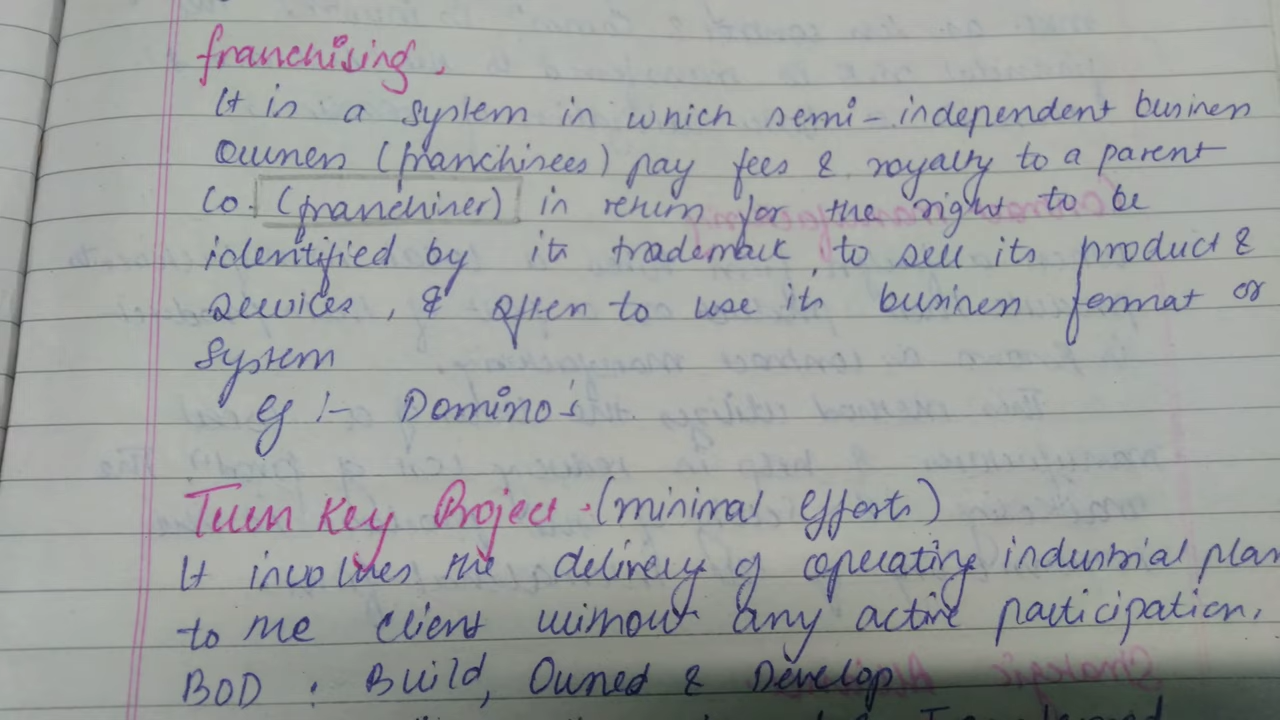 franchising.
It is a system in which semi-independent business
owners (franchisees) pay fees & royalty to a parent
Co. (franchiser) in return for the right to be
identified by its trademark, to sell its product &
services, & often to use its business format or
system
eg :- Domino's.
Turn Key Project. (minimal efforts)
It involves the delivery of operating industrial plan
to the client without any active participation.
BOD : Build, Owned & Develop